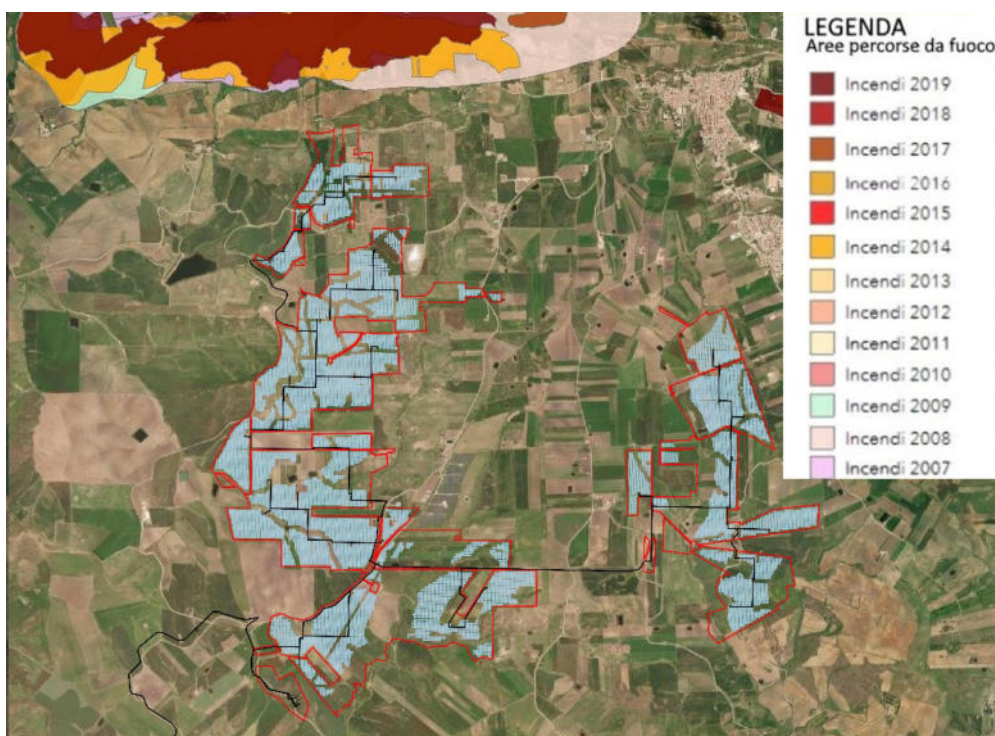 LEGENDA
Aree percorse da fuoco
Incendi 2019
Incendi 2018
Incendi 2017
Incendi 2016
Incendi 2015
Incendi 2014
Incendi 2013
Incendi 2012
Incendi 2011
Incendi 2010
Incendi 2009
Incendi 2008
Incendi 2007